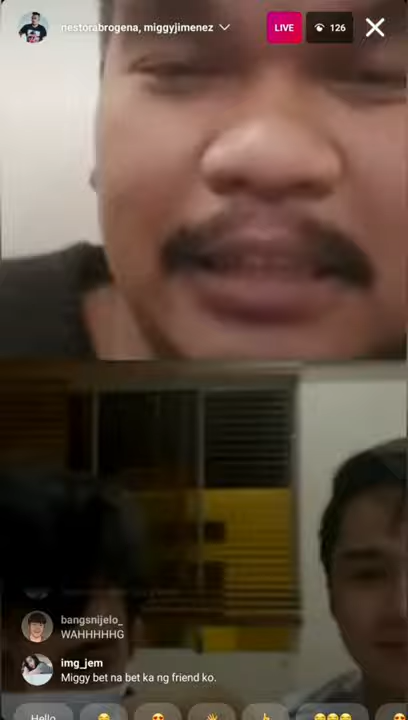 nestorabrogena, miggyjimenez
LIVE
126
bangsnijelo_
WAHHHHHG
img_jem
Miggy bet na bet ka ng friend ko.
Hello